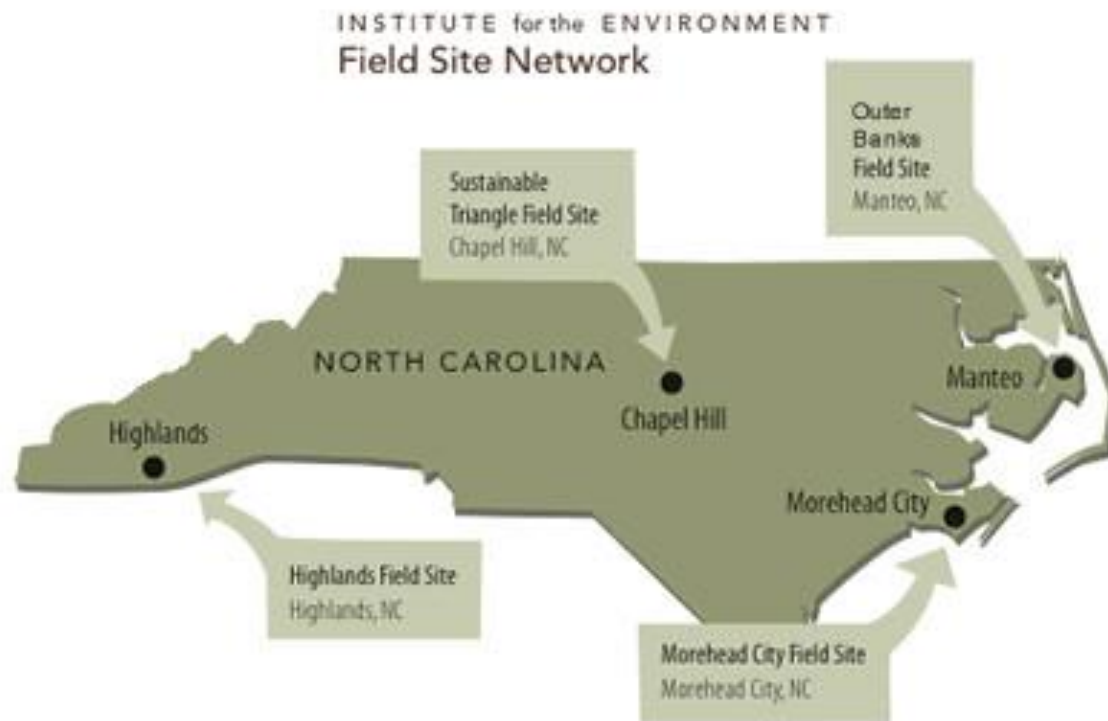 INSTITUTE for the ENVIRONMENT
Field Site Network
Outer
Banks
Field Site
Manteo, NC
Sustainable
Triangle Field Site
Chapel Hill, NC
NORTH CAROLINA
Manteo
Chapel Hill
Highlands
Morehead City
Highlands Field Site
Highlands, NC
Morehead City Field Site
Morehead City, NC